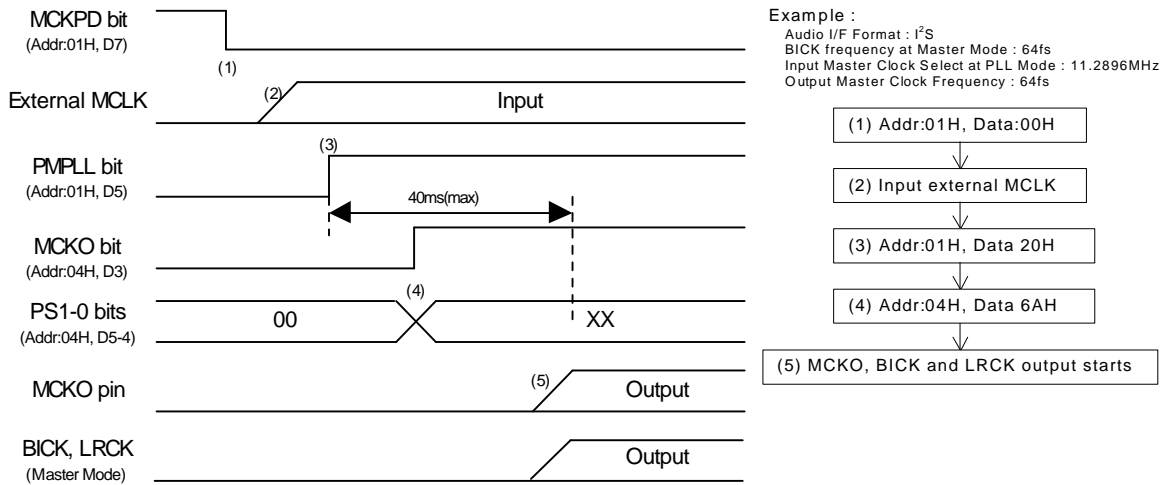 MCKPD bit
(Addr:01H, D7)
(1)
External MCLK
(2)
Input
(3)
PMPLL bit
(Addr:01H, D5)
40ms(max)
MCKO bit
(Addr:04H, D3)
(4)
PS1-0 bits
(Addr:04H, D5-4)
00
XX
MCKO pin
(5)
Output
BICK, LRCK
(Master Mode)
Output
Example :
Audio I/F Format : I²S
BICK frequency at Master Mode : 64fs
Input Master Clock Select at PLL Mode : 11.2896MHz
Output Master Clock Frequency : 64fs
(1) Addr:01H, Data:00H
(2) Input external MCLK
(3) Addr:01H, Data 20H
(4) Addr:04H, Data 6AH
(5) MCKO, BICK and LRCK output starts